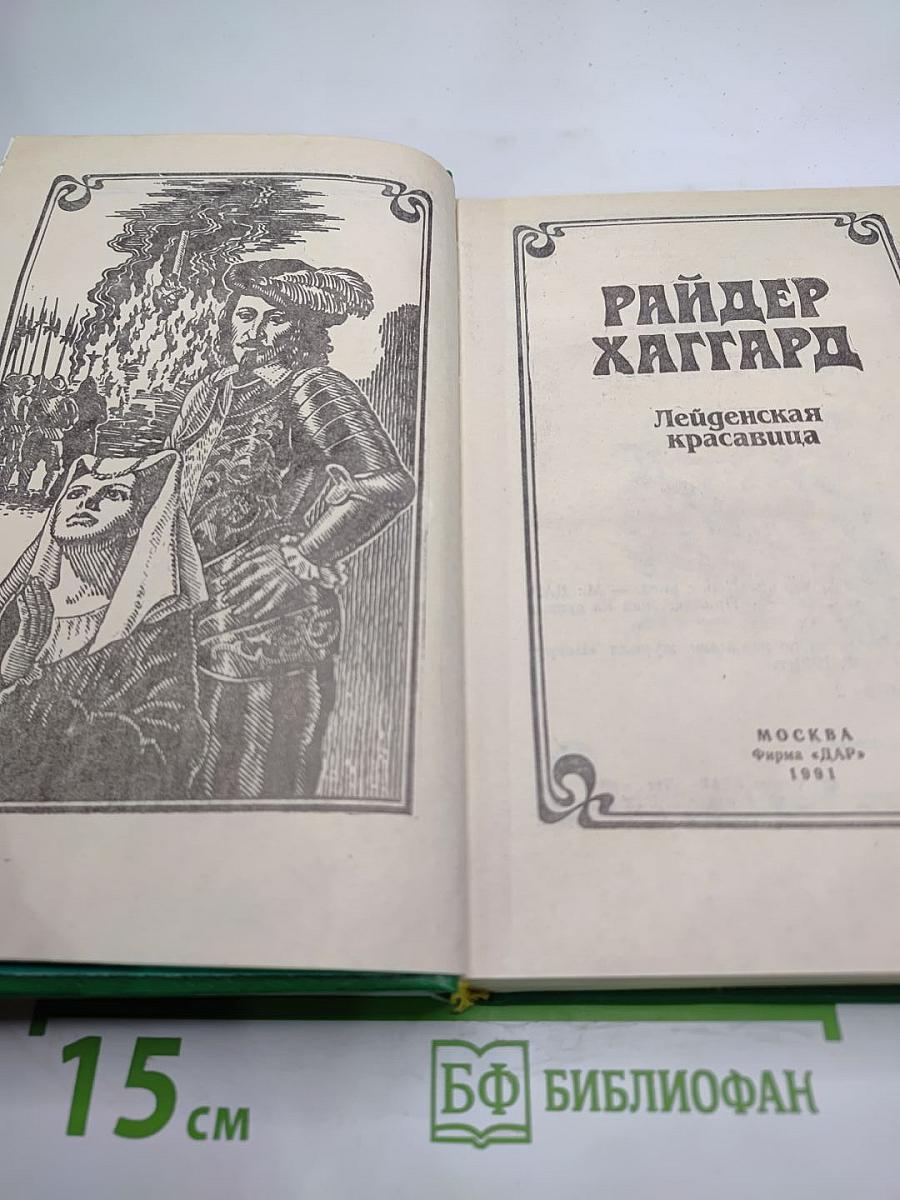 РАЙДЕР
ХАГГАРД
Лейденская
красавица
МОСКВА
Фирма «ДАР»
1991
15 см
БФ БИБЛИОФАН